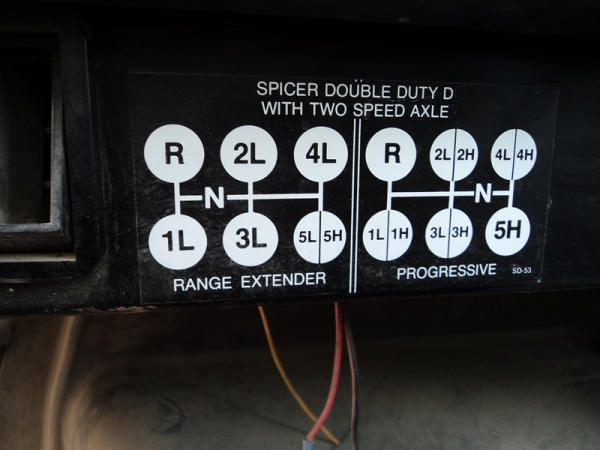 SPICER DOUBLE DUTY D
WITH TWO SPEED AXLE
R 2L 4L
N
1L 3L 5L 5H
RANGE EXTENDER
R 2L 2H 4L 4H
N
1L 1H 3L 3H 5H
PROGRESSIVE
SD-53